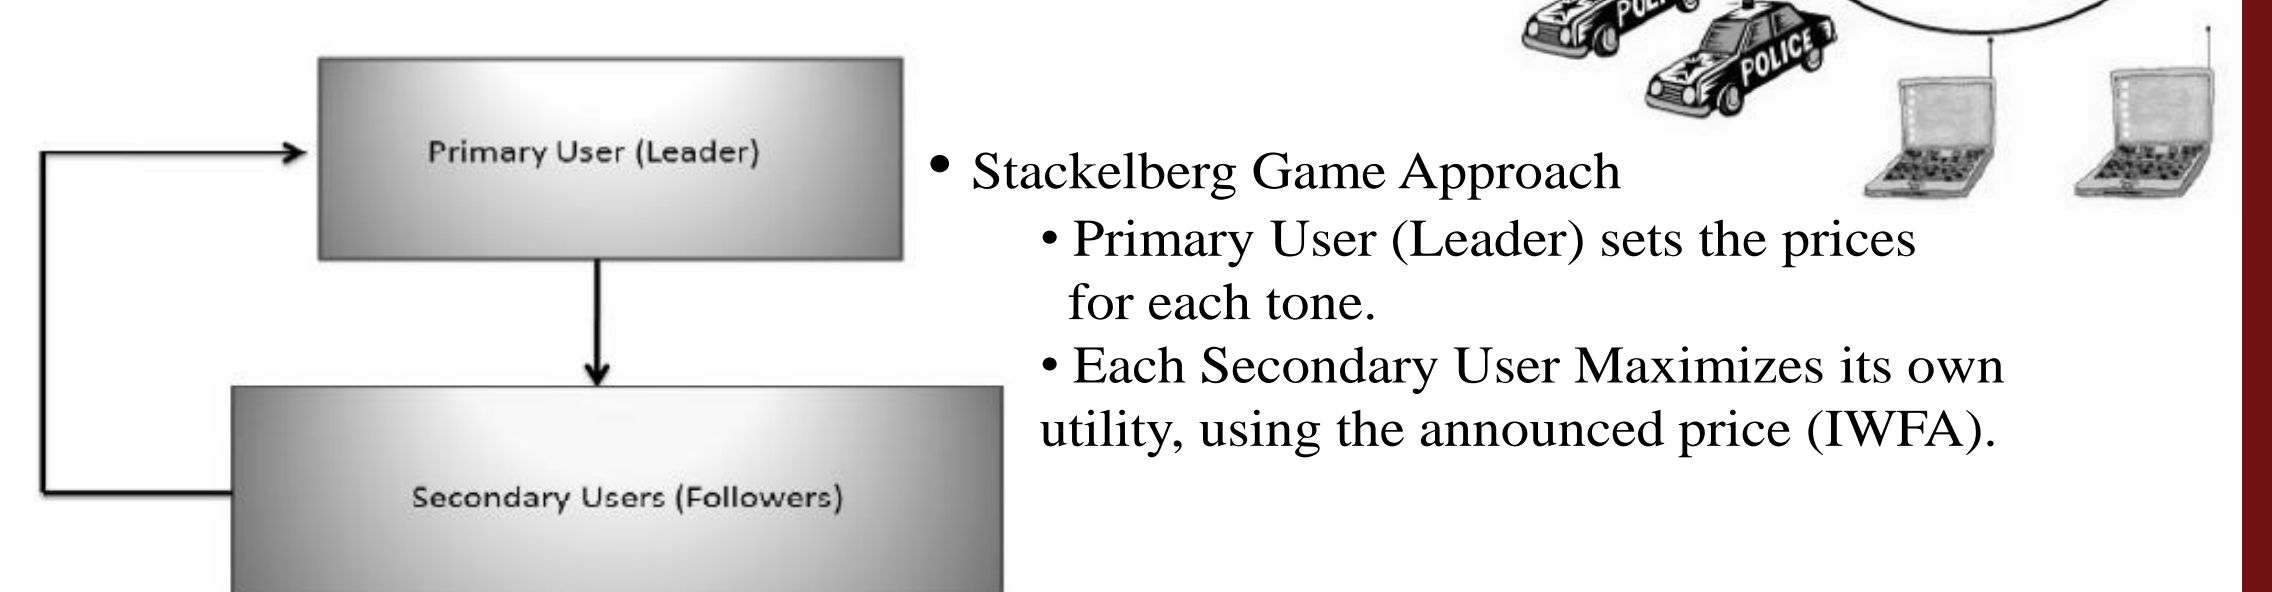 POLICE
Primary User (Leader)
• Stackelberg Game Approach
• Primary User (Leader) sets the prices
for each tone.
• Each Secondary User Maximizes its own
utility, using the announced price (IWFA).
Secondary Users (Followers)